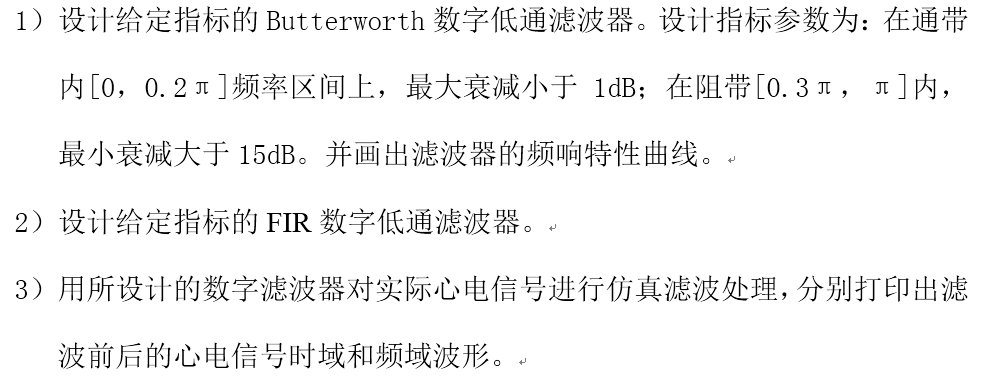 1）设计给定指标的 Butterworth 数字低通滤波器。设计指标参数为：在通带
内[0，0.2π]频率区间上，最大衰减小于 1dB；在阻带[0.3π，π]内，
最小衰减大于 15dB。并画出滤波器的频响特性曲线。
2）设计给定指标的 FIR 数字低通滤波器。
3）用所设计的数字滤波器对实际心电信号进行仿真滤波处理，分别打印出滤
波前后的心电信号时域和频域波形。